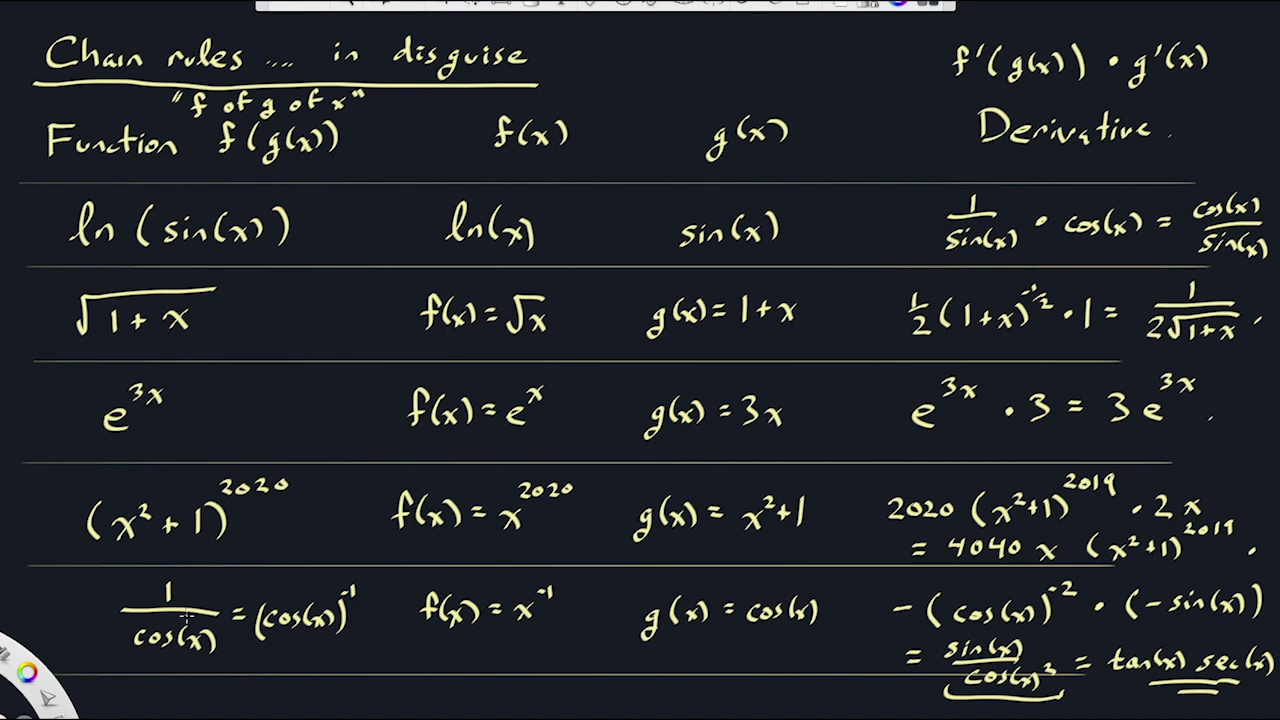 Chain rules .... in disguise
f'(g(x)) • g'(x)
"f of g of x"
Function f(g(x)) f(x) g(x) Derivative.
ln (sin(x)) ln(x) sin(x) 1/sin(x) • cos(x) = cos(x)/sin(x)
√(1+x) f(x) = √x g(x) = 1+x ½ (1+x)^(-½) • 1 = 1/(2√(1+x)).
e^(3x) f(x) = e^x g(x) = 3x e^(3x) • 3 = 3e^(3x).
(x²+1)^2020 f(x) = x^2020 g(x) = x²+1 2020 (x²+1)^2019 • 2x
= 4040 x (x²+1)^2019.
1/cos(x) = (cos(x))^-1 f(x) = x^-1 g(x) = cos(x) -(cos(x))^-2 • (-sin(x))
= sin(x)/cos(x)² = tan(x) sec(x)